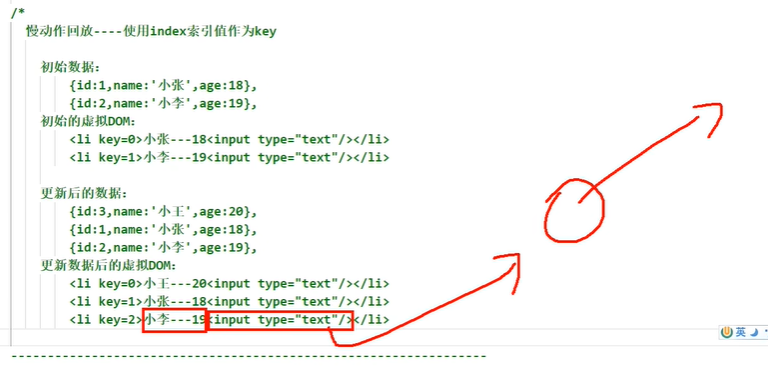 /*
慢动作回放----使用index索引值作为key
初始数据:
{id:1,name:'小张',age:18},
{id:2,name:'小李',age:19},
初始的虚拟DOM:
<li key=0>小张---18<input type="text"/></li>
<li key=1>小李---19<input type="text"/></li>
更新后的数据:
{id:3,name:'小王',age:20},
{id:1,name:'小张',age:18},
{id:2,name:'小李',age:19},
更新数据后的虚拟DOM:
<li key=0>小王---20<input type="text"/></li>
<li key=1>小张---18<input type="text"/></li>
<li key=2>小李---19<input type="text"/></li>
英
-----------------------------------------------------------------